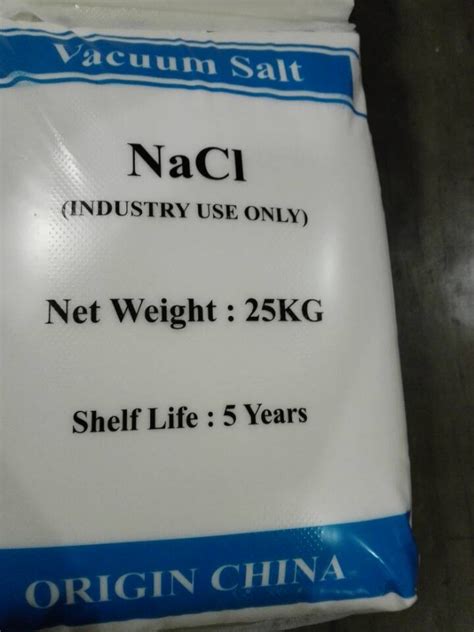 Vacuum Salt
NaCl
(INDUSTRY USE ONLY)
Net Weight : 25KG
Shelf Life : 5 Years
ORIGIN CHINA